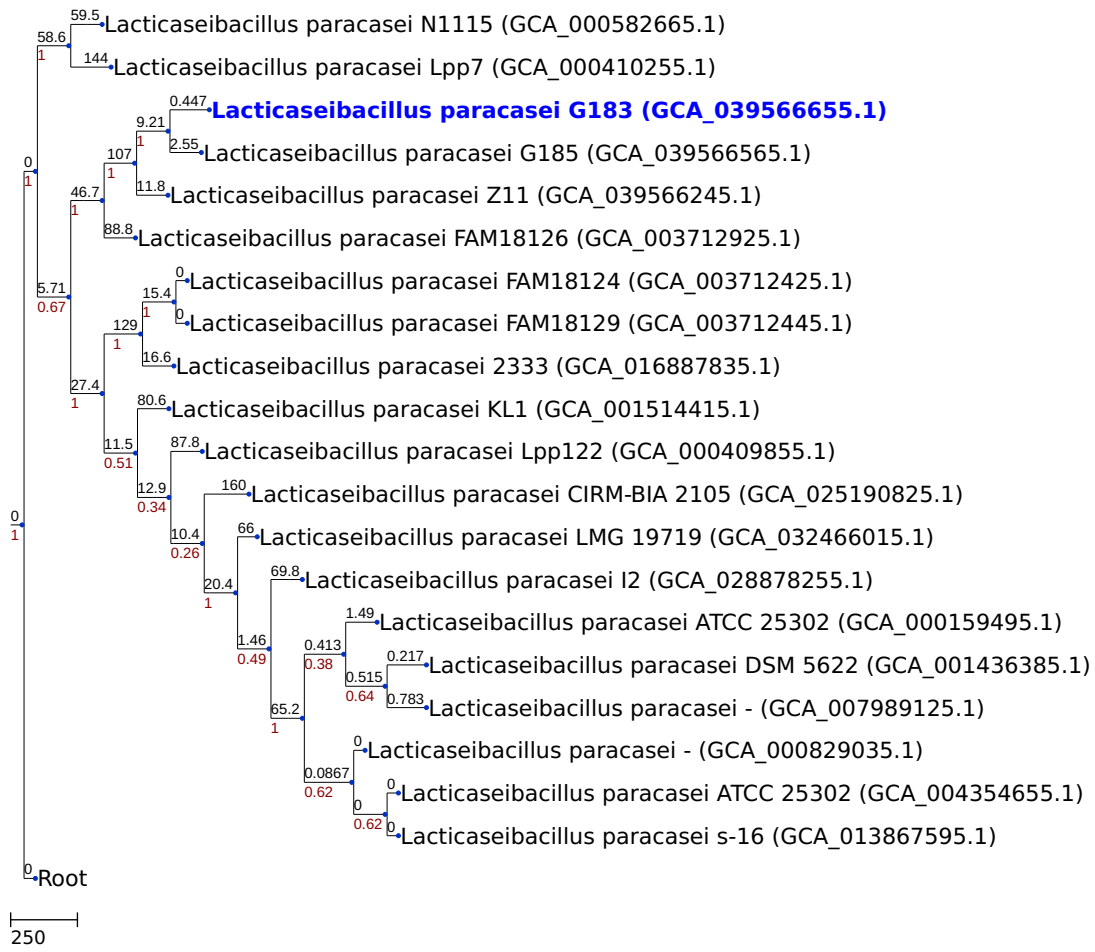 59.5 Lacticaseibacillus paracasei N1115 (GCA_000582665.1)
58.6
1
144 Lacticaseibacillus paracasei Lpp7 (GCA_000410255.1)
0.447 Lacticaseibacillus paracasei G183 (GCA_039566655.1)
9.21
1
2.55 Lacticaseibacillus paracasei G185 (GCA_039566565.1)
107
1
0
1
11.8 Lacticaseibacillus paracasei Z11 (GCA_039566245.1)
46.7
1
88.8 Lacticaseibacillus paracasei FAM18126 (GCA_003712925.1)
0 Lacticaseibacillus paracasei FAM18124 (GCA_003712425.1)
5.71
0.67
15.4
1
0 Lacticaseibacillus paracasei FAM18129 (GCA_003712445.1)
129
1
16.6 Lacticaseibacillus paracasei 2333 (GCA_016887835.1)
27.4
1
80.6 Lacticaseibacillus paracasei KL1 (GCA_001514415.1)
11.5
0.51
87.8 Lacticaseibacillus paracasei Lpp122 (GCA_000409855.1)
12.9
0.34
160 Lacticaseibacillus paracasei CIRM-BIA 2105 (GCA_025190825.1)
0
1
10.4
0.26
66 Lacticaseibacillus paracasei LMG 19719 (GCA_032466015.1)
20.4
1
69.8 Lacticaseibacillus paracasei I2 (GCA_028878255.1)
1.49 Lacticaseibacillus paracasei ATCC 25302 (GCA_000159495.1)
1.46
0.49
0.413
0.38
0.217 Lacticaseibacillus paracasei DSM 5622 (GCA_001436385.1)
0.515
0.64
0.783 Lacticaseibacillus paracasei - (GCA_007989125.1)
65.2
1
0 Lacticaseibacillus paracasei - (GCA_000829035.1)
0.0867
0.62
0 Lacticaseibacillus paracasei ATCC 25302 (GCA_004354655.1)
0
0.62
0 Lacticaseibacillus paracasei s-16 (GCA_013867595.1)
0 Root
250